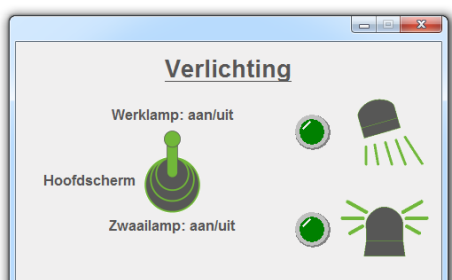 Verlichting
Werklamp: aan/uit
Hoofdscherm
Zwaailamp: aan/uit